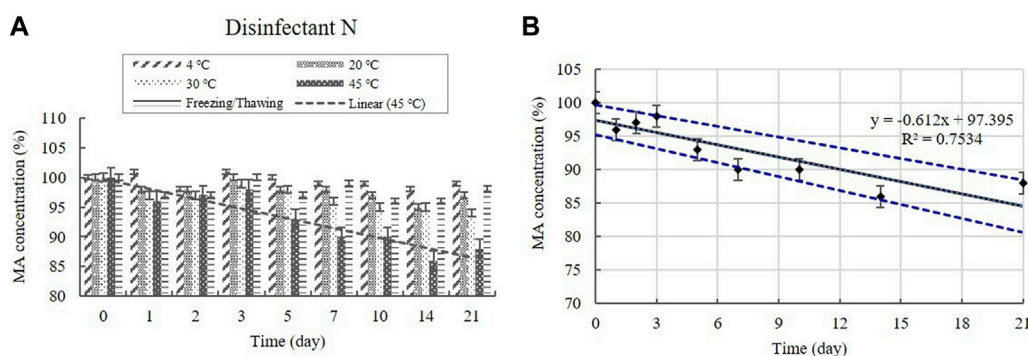 A
Disinfectant N
4 °C
20 °C
30 °C
45 °C
Freezing/Thawing
Linear (45 °C)
MA concentration (%)
120
115
110
105
100
95
90
85
80
0 1 2 3 5 7 10 14 21
Time (day)
B
MA concentration (%)
105
100
95
90
85
80
75
70
y = -0.612x + 97.395
R² = 0.7534
0 3 6 9 12 15 18 21
Time (day)